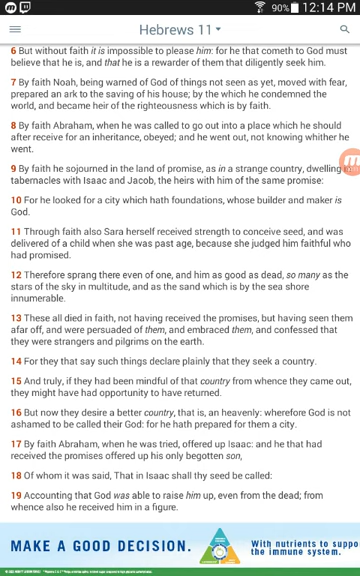 90% 12:14 PM
Hebrews 11
6 But without faith it is impossible to please him: for he that cometh to God must
believe that he is, and that he is a rewarder of them that diligently seek him.
7 By faith Noah, being warned of God of things not seen as yet, moved with fear,
prepared an ark to the saving of his house; by the which he condemned the
world, and became heir of the righteousness which is by faith.
8 By faith Abraham, when he was called to go out into a place which he should
after receive for an inheritance, obeyed; and he went out, not knowing whither he
went.
9 By faith he sojourned in the land of promise, as in a strange country, dwelling in
tabernacles with Isaac and Jacob, the heirs with him of the same promise:
10 For he looked for a city which hath foundations, whose builder and maker is
God.
11 Through faith also Sara herself received strength to conceive seed, and was
delivered of a child when she was past age, because she judged him faithful who
had promised.
12 Therefore sprang there even of one, and him as good as dead, so many as the
stars of the sky in multitude, and as the sand which is by the sea shore
innumerable.
13 These all died in faith, not having received the promises, but having seen them
afar off, and were persuaded of them, and embraced them, and confessed that
they were strangers and pilgrims on the earth.
14 For they that say such things declare plainly that they seek a country.
15 And truly, if they had been mindful of that country from whence they came out,
they might have had opportunity to have returned.
16 But now they desire a better country, that is, an heavenly: wherefore God is not
ashamed to be called their God: for he hath prepared for them a city.
17 By faith Abraham, when he was tried, offered up Isaac: and he that had
received the promises offered up his only begotten son,
18 Of whom it was said, That in Isaac shall thy seed be called:
19 Accounting that God was able to raise him up, even from the dead; from
whence also he received him in a figure.
MAKE A GOOD DECISION.
With nutrients to suppo
the immune system.